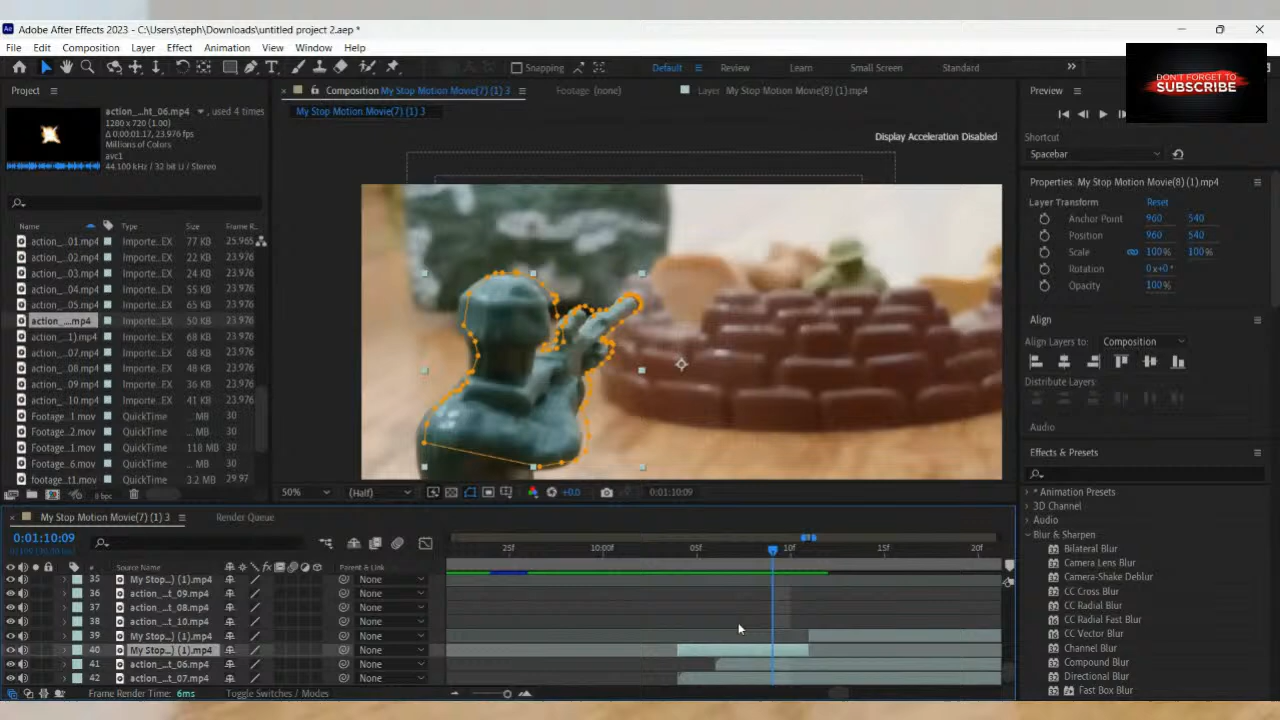 Adobe After Effects 2023 - C:\Users\steph\Downloads\untitled project 2.aep *
File Edit Composition Layer Effect Animation View Window Help
Snapping Default Review Learn Small Screen Standard
DON'T FORGET TO
SUBSCRIBE
Project
action_...ht_06.mp4 , used 4 times
1280 x 720 (1.00)
Δ 0:00:01:17, 23.976 fps
Millions of Colors
avc1
44.100 kHz / 32 bit U / Stereo
Name Type Size Frame R..
action_...01.mp4 Importe...EX 77 KB 25.965
action_...02.mp4 Importe...EX 22 KB 23.976
action_...03.mp4 Importe...EX 24 KB 23.976
action_...04.mp4 Importe...EX 55 KB 23.976
action_...05.mp4 Importe...EX 65 KB 23.976
action_....mp4 Importe...EX 50 KB 23.976
action_...1).mp4 Importe...EX 68 KB 23.976
action_...07.mp4 Importe...EX 68 KB 23.976
action_...08.mp4 Importe...EX 48 KB 23.976
action_...09.mp4 Importe...EX 36 KB 23.976
action_...10.mp4 Importe...EX 41 KB 23.976
Footage...1.mov QuickTime ... MB 30
Footage...2.mov QuickTime ... MB 30
Footage...1.mov QuickTime 118 MB 30
Footage...6.mov QuickTime ... MB 30
footage...t1.mov QuickTime 3.2 MB 29.97
8 bpc
Composition My Stop Motion Movie(7) (1) 3 Footage (none) Layer My Stop Motion Movie(8) (1).mp4
My Stop Motion Movie(7) (1) 3
Display Acceleration Disabled
50% (Half) +0.0 0:01:10:09
Preview
Shortcut
Spacebar
Properties: My Stop Motion Movie(8) (1).mp4
Layer Transform Reset
Anchor Point 960 540
Position 960 540
Scale 100% 100%
Rotation 0x+0°
Opacity 100%
Align
Align Layers to: Composition
Distribute Layers:
Audio
Effects & Presets
* Animation Presets
3D Channel
Audio
Blur & Sharpen
Bilateral Blur
Camera Lens Blur
Camera-Shake Deblur
CC Cross Blur
CC Radial Blur
CC Radial Fast Blur
CC Vector Blur
Channel Blur
Compound Blur
Directional Blur
Fast Box Blur
My Stop Motion Movie(7) (1) 3 Render Queue
0:01:10:09
25f 10:00f 05f 10f 15f 20f
# Source Name Parent & Link
35 My Stop...) (1).mp4 None
36 action_...t_09.mp4 None
37 action_...t_08.mp4 None
38 action_...t_10.mp4 None
39 My Stop...) (1).mp4 None
40 My Stop...) (1).mp4 None
41 action_...t_06.mp4 None
42 action_...t_07.mp4 None
Frame Render Time: 6ms Toggle Switches / Modes